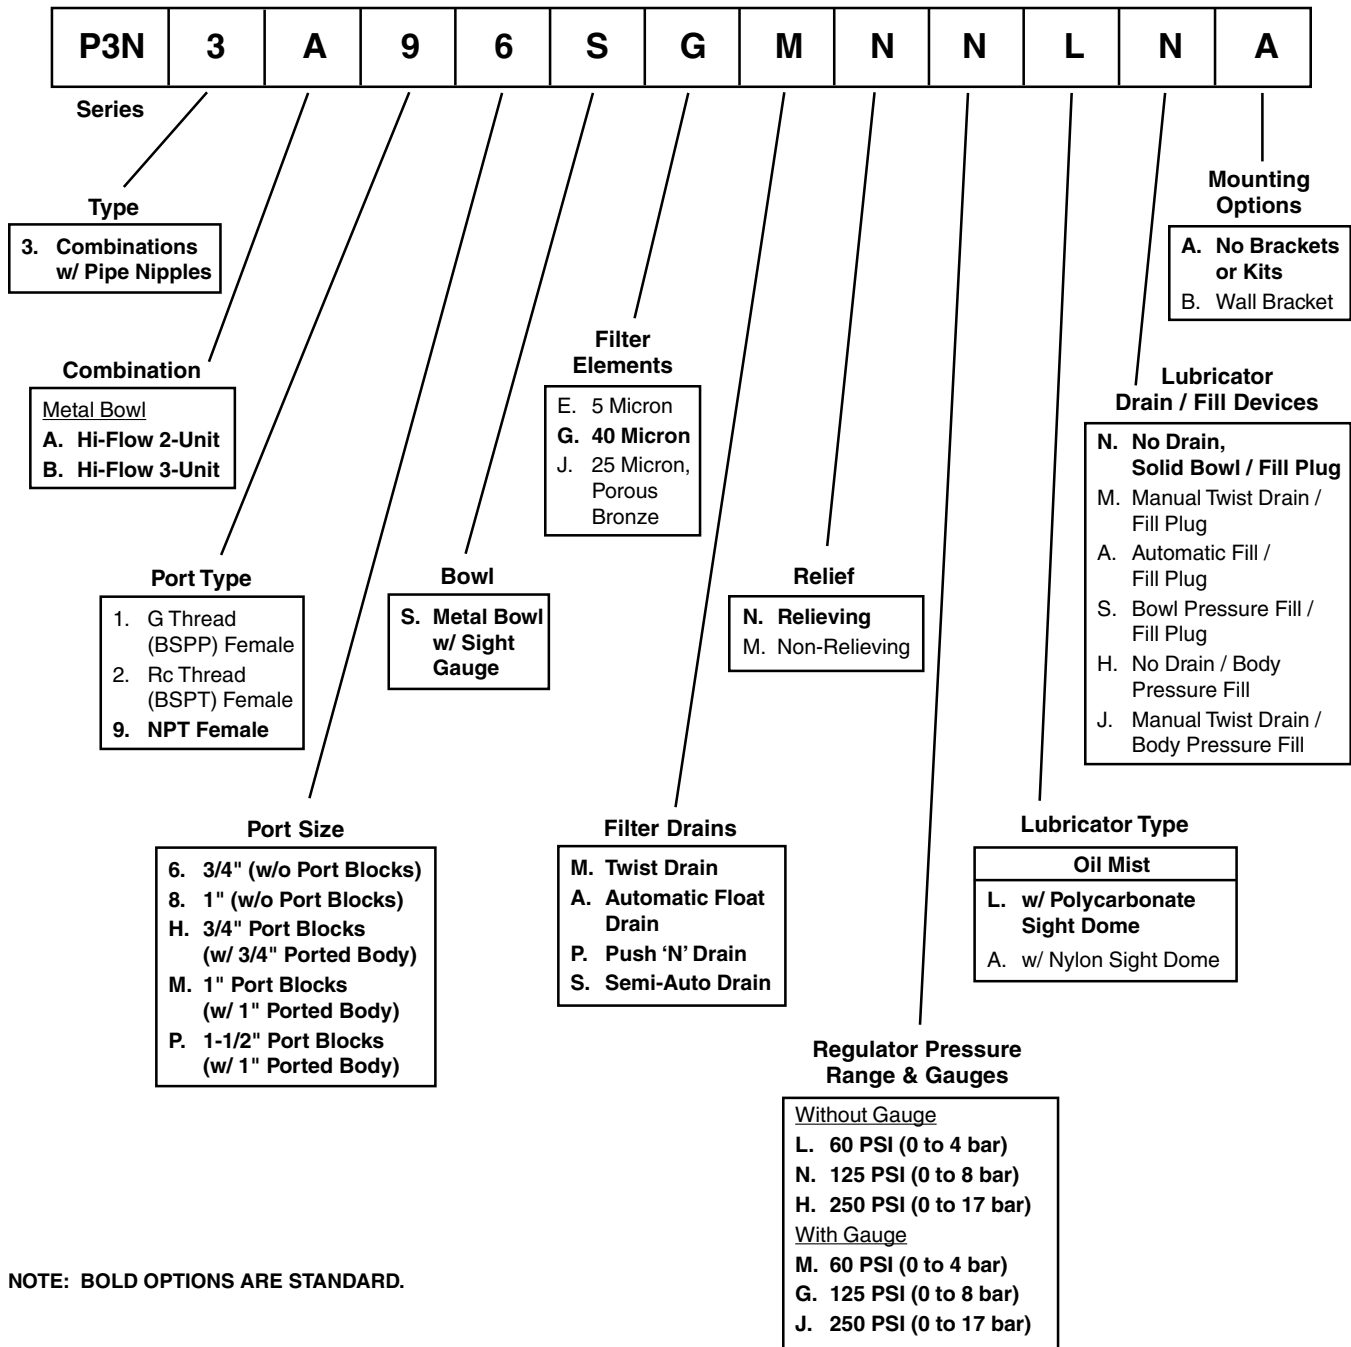 P3N 3 A 9 6 S G M N N L N A
Series
Type
3. Combinations
w/ Pipe Nipples
Combination
Metal Bowl
A. Hi-Flow 2-Unit
B. Hi-Flow 3-Unit
Port Type
1. G Thread
(BSPP) Female
2. Rc Thread
(BSPT) Female
9. NPT Female
Port Size
6. 3/4" (w/o Port Blocks)
8. 1" (w/o Port Blocks)
H. 3/4" Port Blocks
(w/ 3/4" Ported Body)
M. 1" Port Blocks
(w/ 1" Ported Body)
P. 1-1/2" Port Blocks
(w/ 1" Ported Body)
Bowl
S. Metal Bowl
w/ Sight
Gauge
Filter
Elements
E. 5 Micron
G. 40 Micron
J. 25 Micron,
Porous
Bronze
Filter Drains
M. Twist Drain
A. Automatic Float
Drain
P. Push ‘N’ Drain
S. Semi-Auto Drain
Relief
N. Relieving
M. Non-Relieving
Regulator Pressure
Range & Gauges
Without Gauge
L. 60 PSI (0 to 4 bar)
N. 125 PSI (0 to 8 bar)
H. 250 PSI (0 to 17 bar)
With Gauge
M. 60 PSI (0 to 4 bar)
G. 125 PSI (0 to 8 bar)
J. 250 PSI (0 to 17 bar)
Lubricator Type
Oil Mist
L. w/ Polycarbonate
Sight Dome
A. w/ Nylon Sight Dome
Lubricator
Drain / Fill Devices
N. No Drain,
Solid Bowl / Fill Plug
M. Manual Twist Drain /
Fill Plug
A. Automatic Fill /
Fill Plug
S. Bowl Pressure Fill /
Fill Plug
H. No Drain / Body
Pressure Fill
J. Manual Twist Drain /
Body Pressure Fill
Mounting
Options
A. No Brackets
or Kits
B. Wall Bracket
NOTE: BOLD OPTIONS ARE STANDARD.